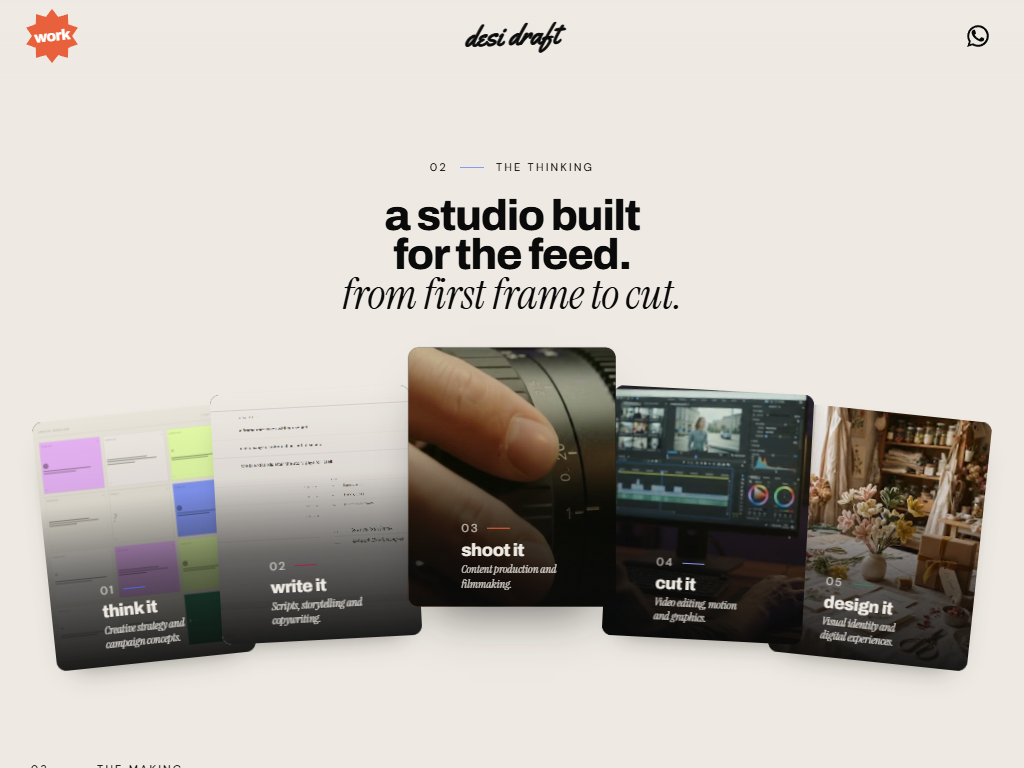 work
desi draft
02 THE THINKING
a studio built
for the feed.
from first frame to cut.
01
think it
Creative strategy and
campaign concepts.
02
write it
Scripts, storytelling and
copywriting.
03
shoot it
Content production and
filmmaking.
04
cut it
Video editing, motion
and graphics.
05
design it
Visual identity and
digital experiences.
03 THE MAKING